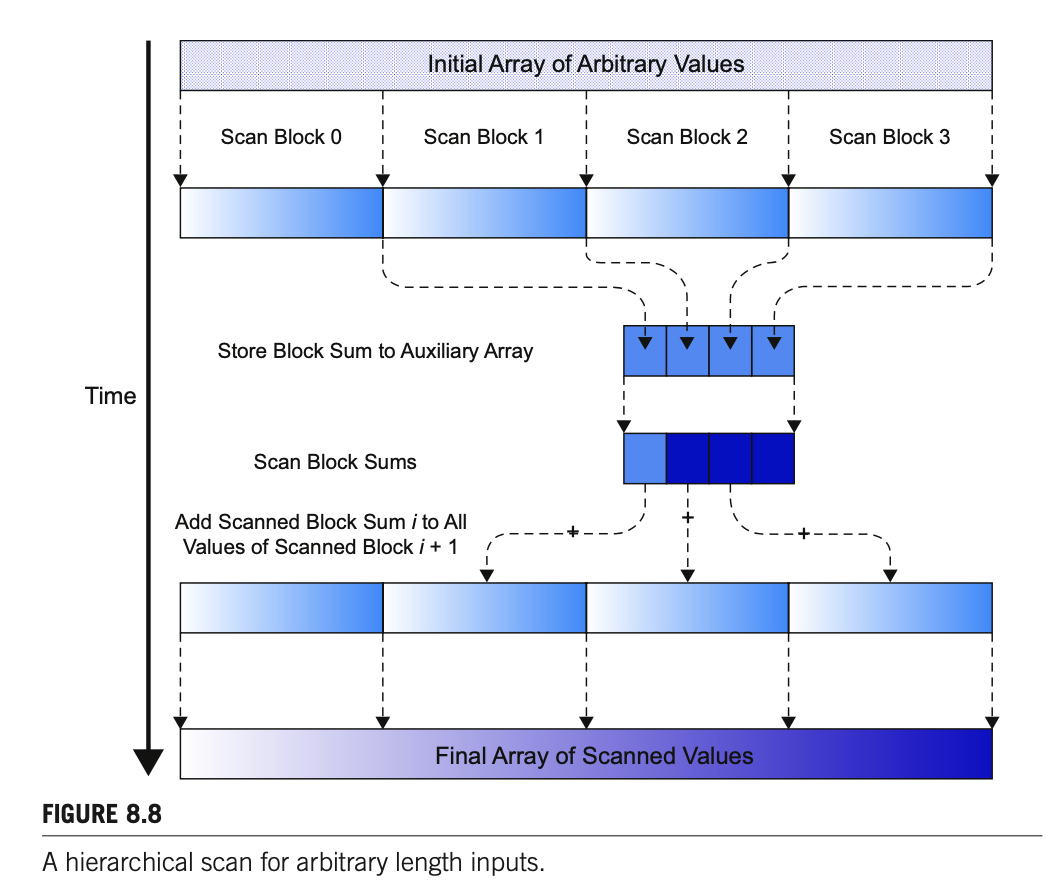 Initial Array of Arbitrary Values
Scan Block 0
Scan Block 1
Scan Block 2
Scan Block 3
Store Block Sum to Auxiliary Array
Time
Scan Block Sums
Add Scanned Block Sum i to All
Values of Scanned Block i + 1
+
+
+
Final Array of Scanned Values
FIGURE 8.8
A hierarchical scan for arbitrary length inputs.